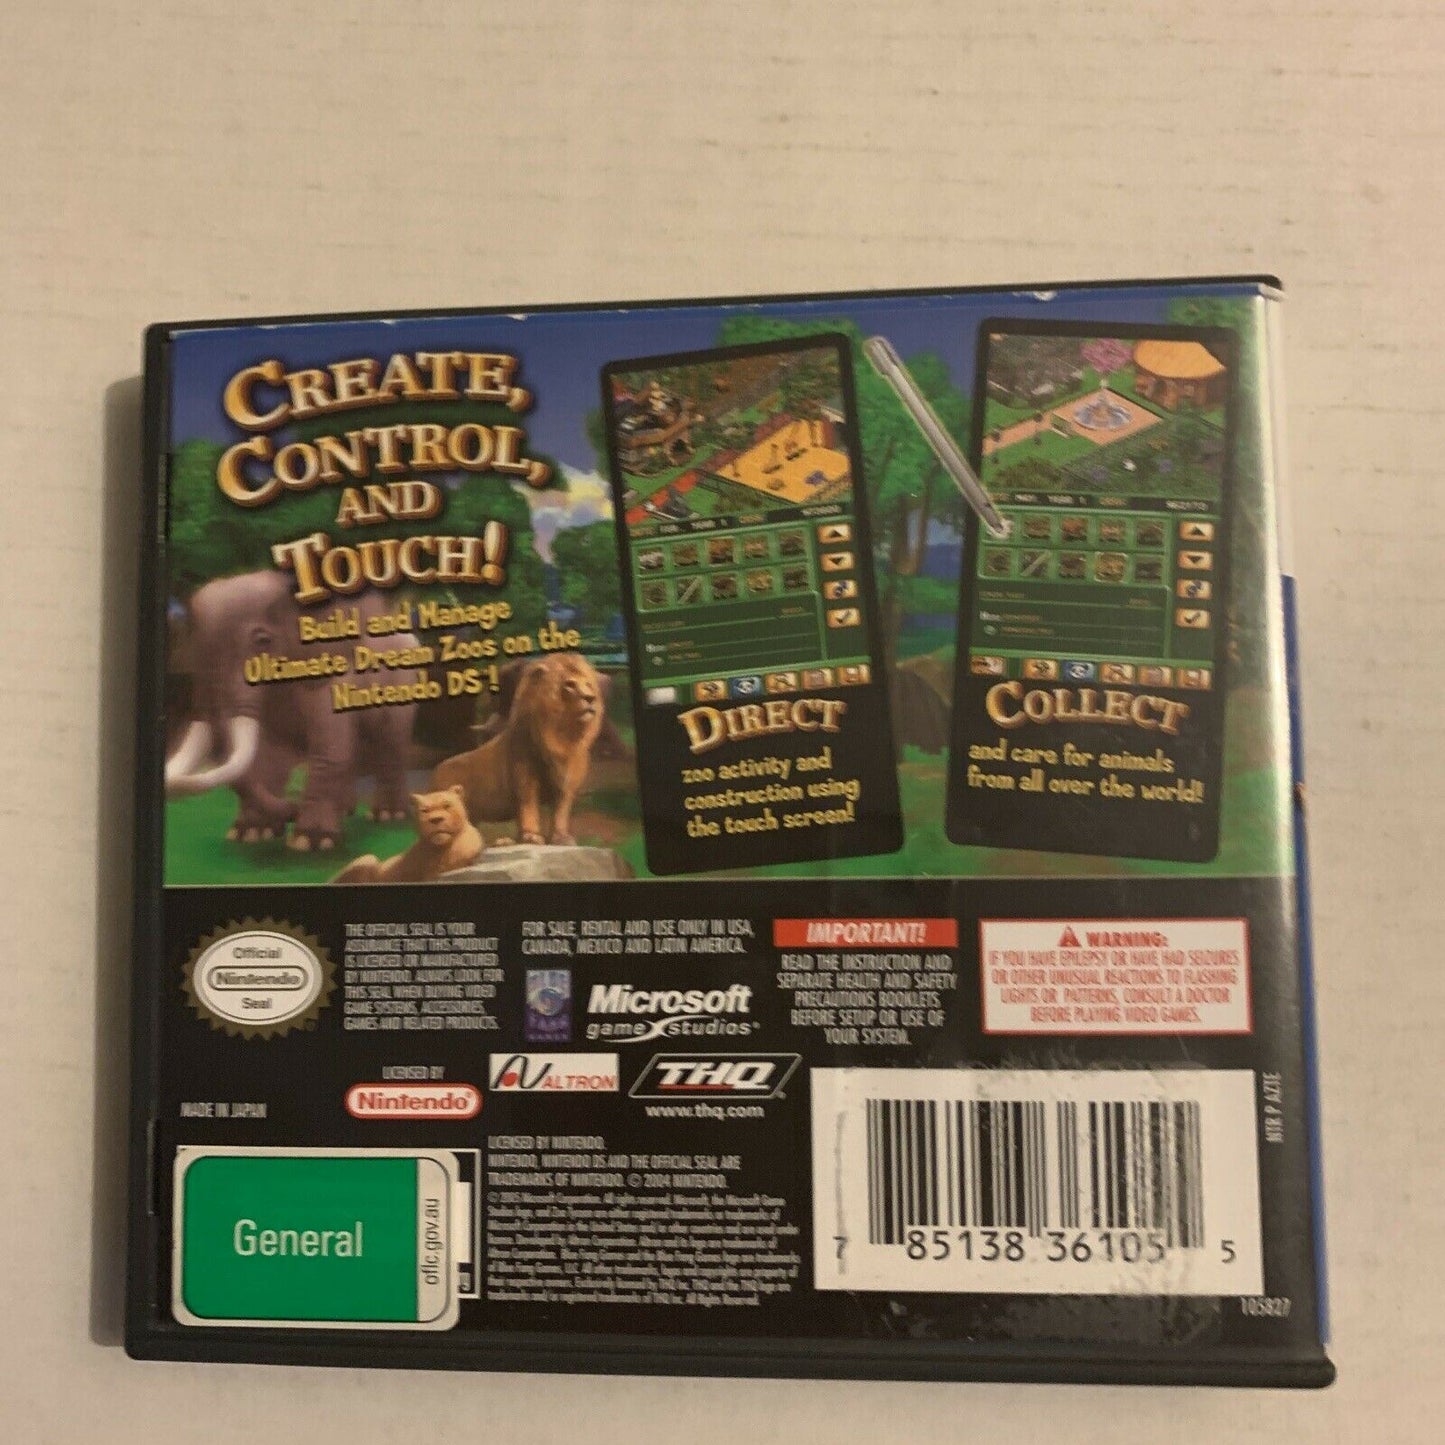 CREATE,
CONTROL,
AND
TOUCH!
Build and Manage
Ultimate Dream Zoos on the
Nintendo DS™!
DIRECT
zoo activity and
construction using
the touch screen!
COLLECT
and care for animals
from all over the world!
Official
Nintendo
Seal
THE OFFICIAL SEAL IS YOUR
ASSURANCE THAT THIS PRODUCT
IS LICENSED OR MANUFACTURED
BY NINTENDO. ALWAYS LOOK FOR
THIS SEAL WHEN BUYING VIDEO
GAME SYSTEMS, ACCESSORIES,
GAMES AND RELATED PRODUCTS.
FOR SALE, RENTAL AND USE ONLY IN USA,
CANADA, MEXICO AND LATIN AMERICA.
BLUE
FANG
GAMES
Microsoft
game studios®
IMPORTANT!
READ THE INSTRUCTION AND
SEPARATE HEALTH AND SAFETY
PRECAUTIONS BOOKLETS
BEFORE SETUP OR USE OF
YOUR SYSTEM.
WARNING:
IF YOU HAVE EPILEPSY OR HAVE HAD SEIZURES
OR OTHER UNUSUAL REACTIONS TO FLASHING
LIGHTS OR PATTERNS, CONSULT A DOCTOR
BEFORE PLAYING VIDEO GAMES.
MADE IN JAPAN
LICENSED BY
Nintendo®
ALTRON
THQ®
www.thq.com
NTR P AZTE
General
oflc.gov.au
LICENSED BY NINTENDO.
NINTENDO, NINTENDO DS AND THE OFFICIAL SEAL ARE
TRADEMARKS OF NINTENDO. © 2004 NINTENDO.
7 85138 36105 5
105827